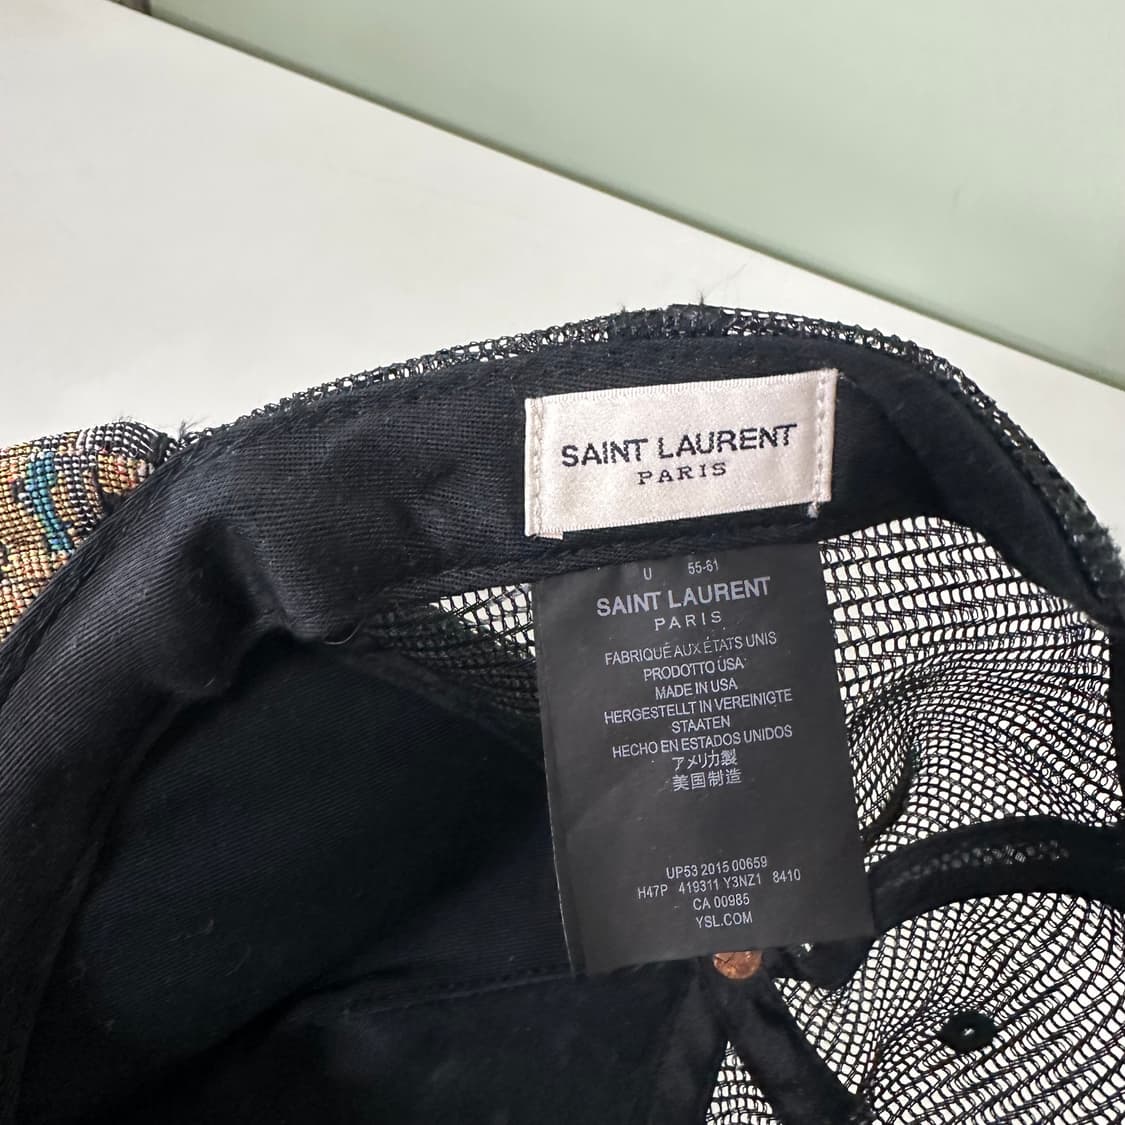 SAINT LAURENT
PARIS
U 55-61
SAINT LAURENT
PARIS
FABRIQUÉ AUX ÉTATS UNIS
PRODOTTO USA
MADE IN USA
HERGESTELLT IN VEREINIGTE
STAATEN
HECHO EN ESTADOS UNIDOS
アメリカ製
美国制造
UP53 2015 00659
H47P 419311 Y3NZ1 8410
CA 00985
YSL.COM